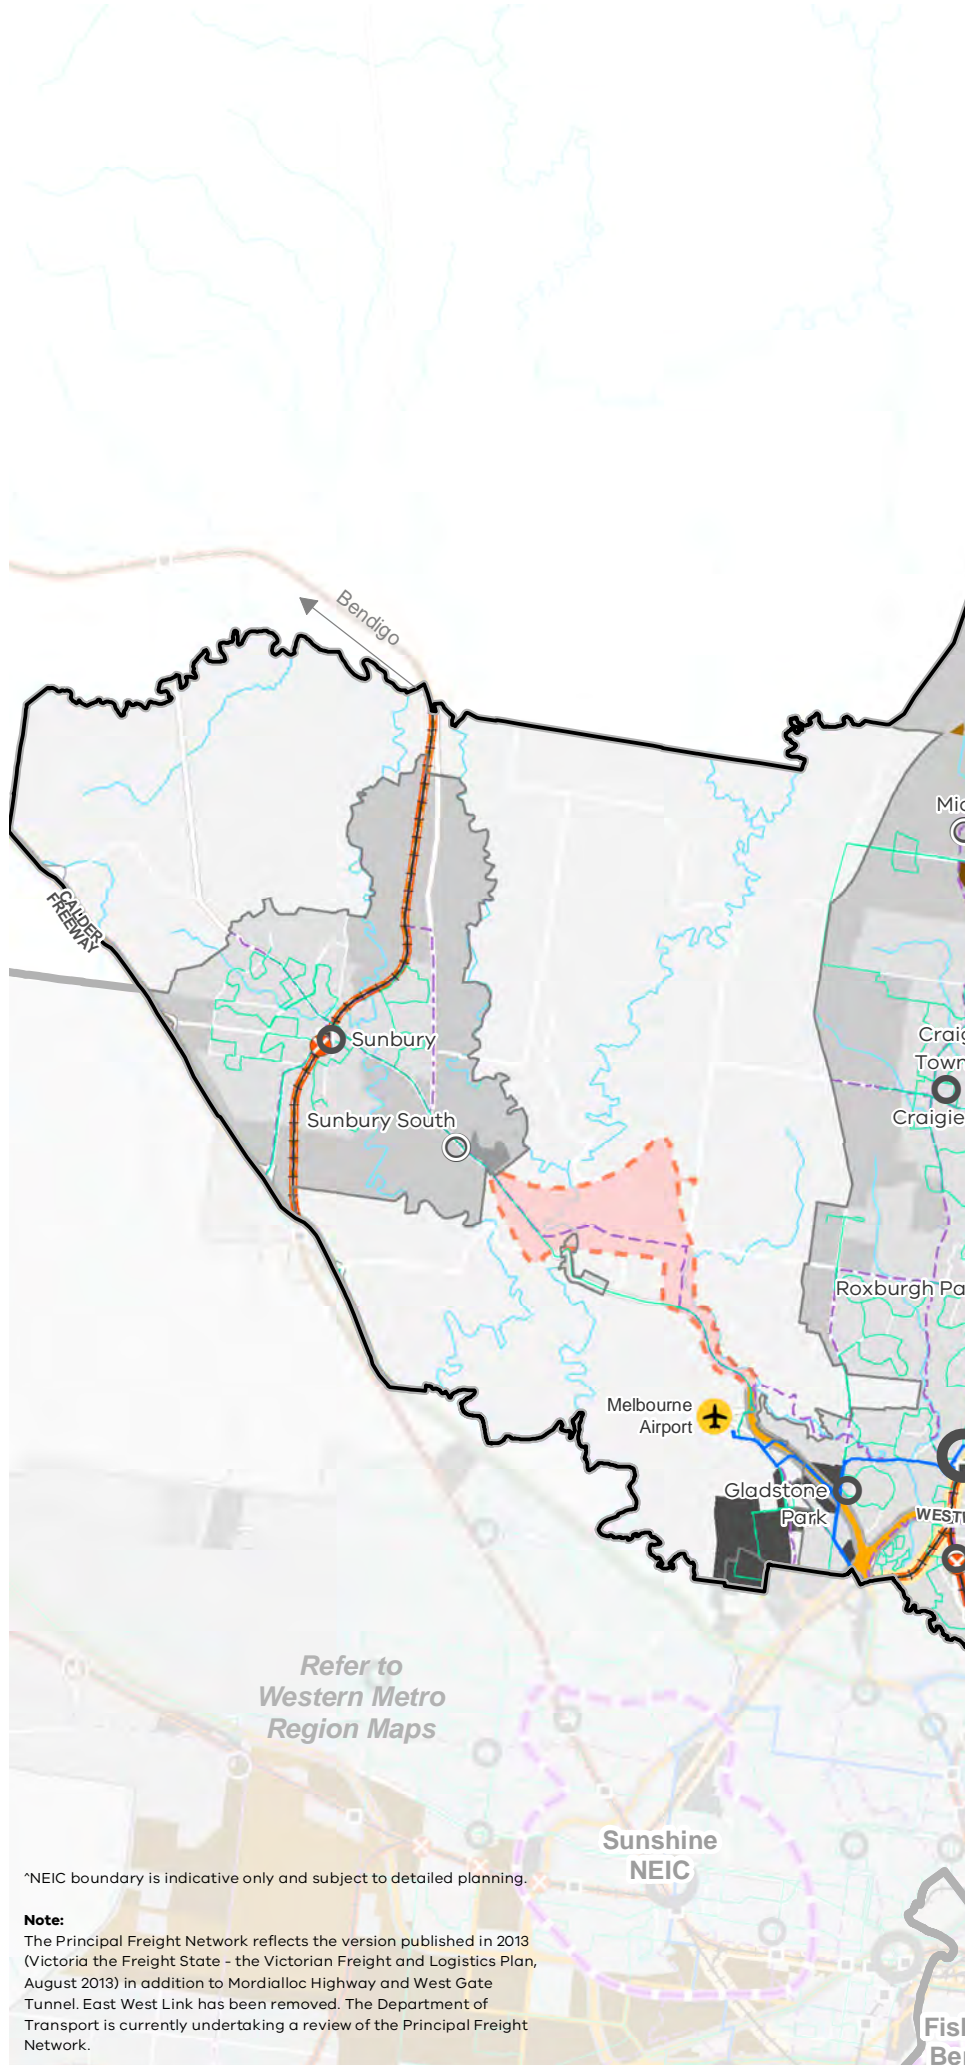 Bendigo
CALDER
FREEWAY
Sunbury
Sunbury South
Mic
Craig
Town
Craigie
Roxburgh Pa
Melbourne
Airport
Gladstone
Park
WEST
Refer to
Western Metro
Region Maps
Sunshine
NEIC
^NEIC boundary is indicative only and subject to detailed planning.
Note:
The Principal Freight Network reflects the version published in 2013
(Victoria the Freight State - the Victorian Freight and Logistics Plan,
August 2013) in addition to Mordialloc Highway and West Gate
Tunnel. East West Link has been removed. The Department of
Transport is currently undertaking a review of the Principal Freight
Network.
Fish
Ber